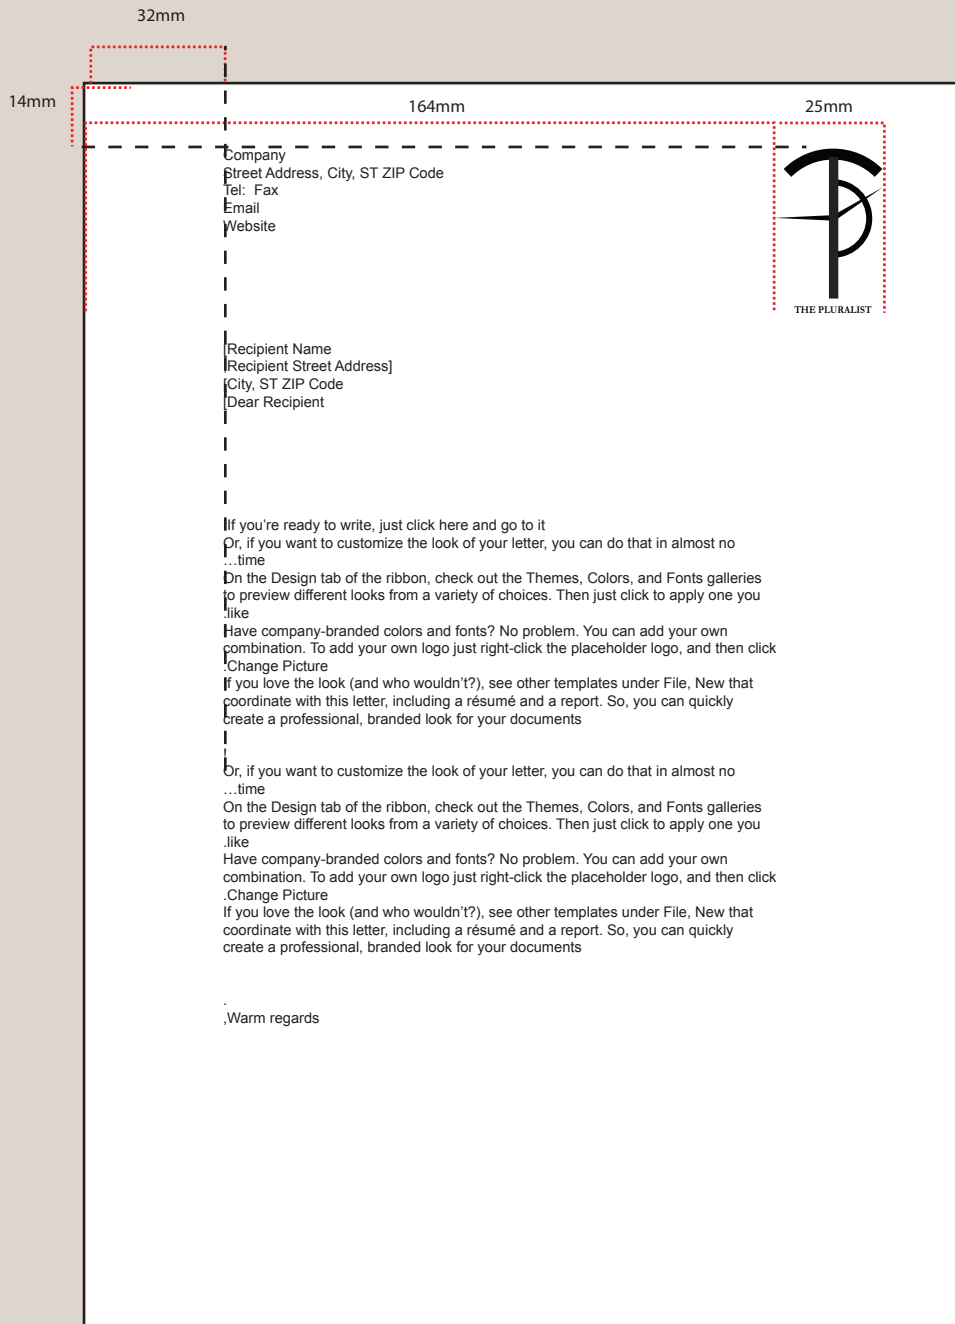 32mm
14mm
164mm
25mm
Company
Street Address, City, ST ZIP Code
Tel:  Fax
Email
Website
THE PLURALIST
[Recipient Name
[Recipient Street Address]
[City, ST ZIP Code
[Dear Recipient
If you’re ready to write, just click here and go to it
Or, if you want to customize the look of your letter, you can do that in almost no
…time
On the Design tab of the ribbon, check out the Themes, Colors, and Fonts galleries
to preview different looks from a variety of choices. Then just click to apply one you
.like
Have company-branded colors and fonts? No problem. You can add your own
combination. To add your own logo just right-click the placeholder logo, and then click
.Change Picture
If you love the look (and who wouldn’t?), see other templates under File, New that
coordinate with this letter, including a résumé and a report. So, you can quickly
create a professional, branded look for your documents
Or, if you want to customize the look of your letter, you can do that in almost no
…time
On the Design tab of the ribbon, check out the Themes, Colors, and Fonts galleries
to preview different looks from a variety of choices. Then just click to apply one you
.like
Have company-branded colors and fonts? No problem. You can add your own
combination. To add your own logo just right-click the placeholder logo, and then click
.Change Picture
If you love the look (and who wouldn’t?), see other templates under File, New that
coordinate with this letter, including a résumé and a report. So, you can quickly
create a professional, branded look for your documents
.
,Warm regards